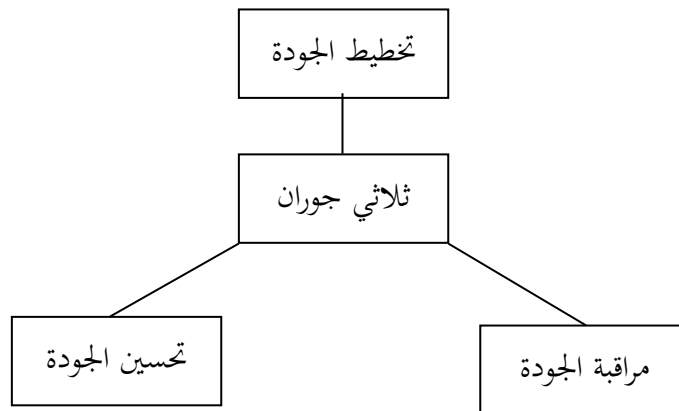 تخطيط الجودة
ثلاثي جوران
مراقبة الجودة
تحسين الجودة